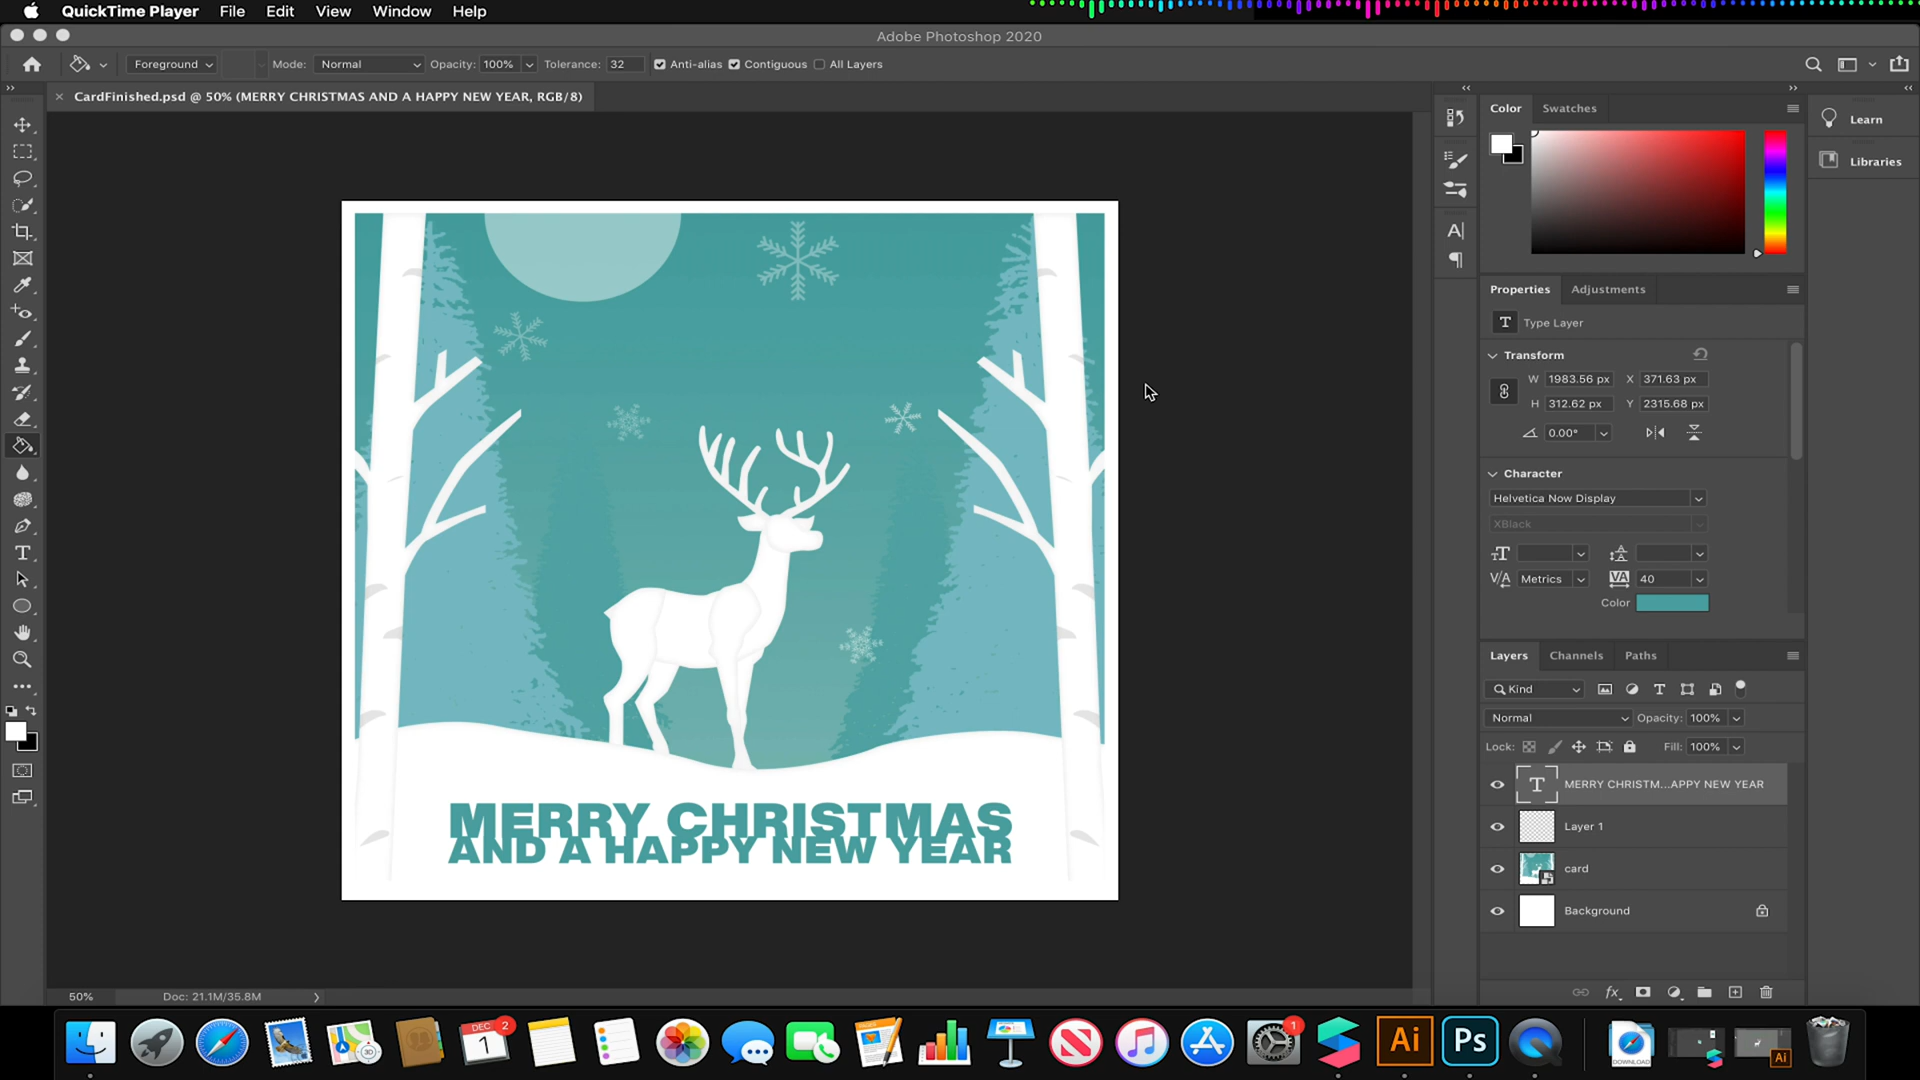 QuickTime Player File Edit View Window Help
Adobe Photoshop 2020
Foreground Mode: Normal Opacity: 100% Tolerance: 32 Anti-alias Contiguous All Layers
CardFinished.psd @ 50% (MERRY CHRISTMAS AND A HAPPY NEW YEAR, RGB/8)
Color Swatches
Learn
Libraries
Properties Adjustments
T Type Layer
Transform
W 1983.56 px X 371.63 px
H 312.62 px Y 2315.68 px
0.00°
Character
Helvetica Now Display
XBlack
Metrics VA 40
Color
Layers Channels Paths
Kind
Normal Opacity: 100%
Lock: Fill: 100%
T MERRY CHRISTM...APPY NEW YEAR
Layer 1
card
Background
MERRY CHRISTMAS
AND A HAPPY NEW YEAR
50% Doc: 21.1M/35.8M
DEC 2
1
PAGES
3D
1
Ai
Ps
DOWNLOAD
Ai